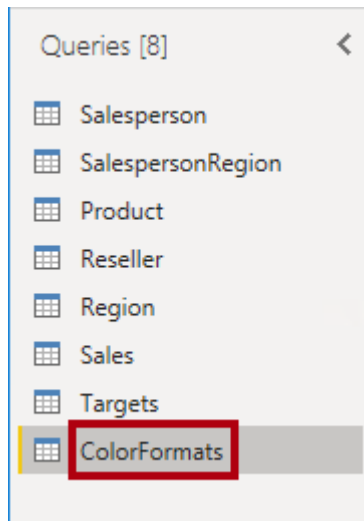 Queries [8]
Salesperson
SalespersonRegion
Product
Reseller
Region
Sales
Targets
ColorFormats